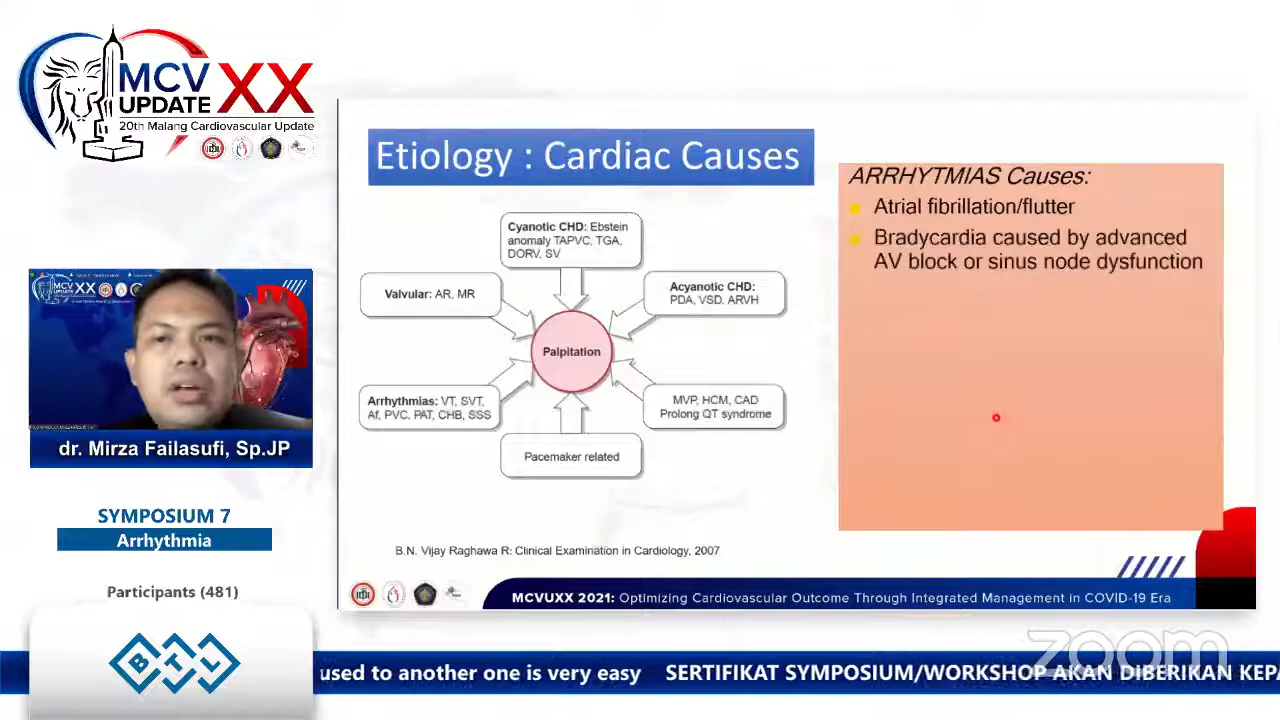 MCV XX
UPDATE
20th Malang Cardiovascular Update
dr. Mirza Failasufi, Sp.JP
SYMPOSIUM 7
Arrhythmia
Participants (481)
BTL
Etiology : Cardiac Causes
Cyanotic CHD: Ebstein
anomaly TAPVC, TGA,
DORV, SV
Valvular: AR, MR
Acyanotic CHD:
PDA, VSD, ARVH
Palpitation
Arrhythmias: VT, SVT,
Af, PVC, PAT, CHB, SSS
MVP, HCM, CAD
Prolong QT syndrome
Pacemaker related
B.N. Vijay Raghawa R: Clinical Examination in Cardiology, 2007
ARRHYTMIAS Causes:
Atrial fibrillation/flutter
Bradycardia caused by advanced
AV block or sinus node dysfunction
MCVUXX 2021: Optimizing Cardiovascular Outcome Through Integrated Management in COVID-19 Era
zoom
used to another one is very easy SERTIFIKAT SYMPOSIUM/WORKSHOP AKAN DIBERIKAN KEPA